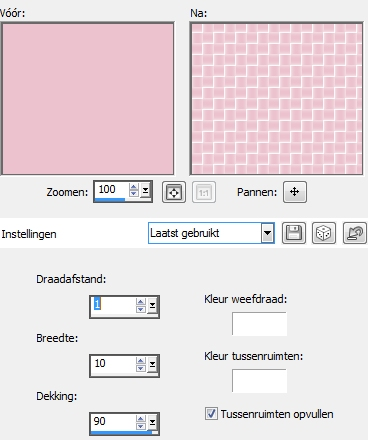 Vóór:
Na:
Zoomen:
100
1:1
Pannen:
Instellingen
Laatst gebruikt
Draadafstand:
1
Kleur weefdraad:
Breedte:
10
Kleur tussenruimten:
Dekking:
90
Tussenruimten opvullen